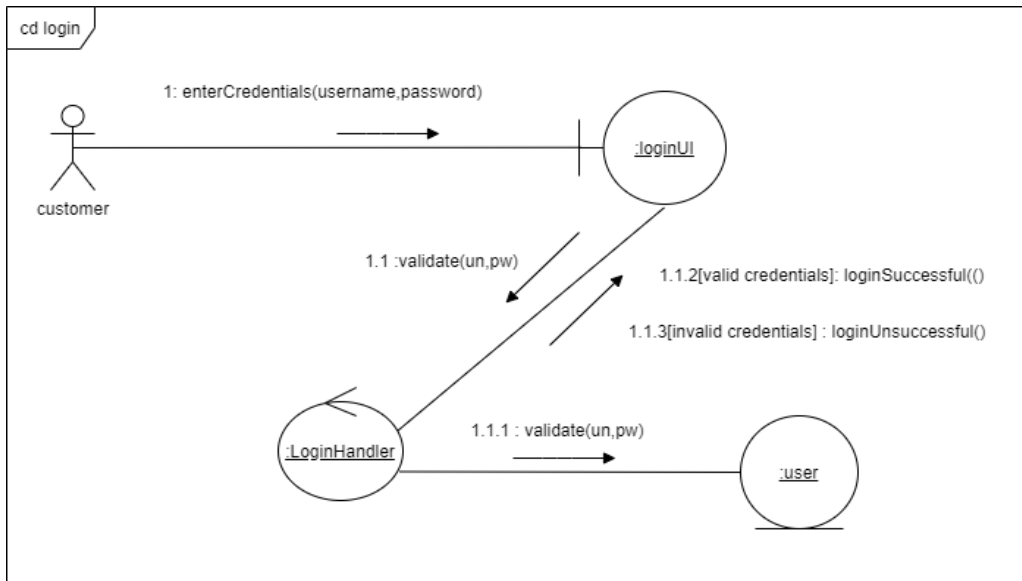 cd login
1: enterCredentials(username,password)
:loginUI
customer
1.1 :validate(un,pw)
1.1.2[valid credentials]: loginSuccessful(()
1.1.3[invalid credentials] : loginUnsuccessful()
:LoginHandler
1.1.1 : validate(un,pw)
:user